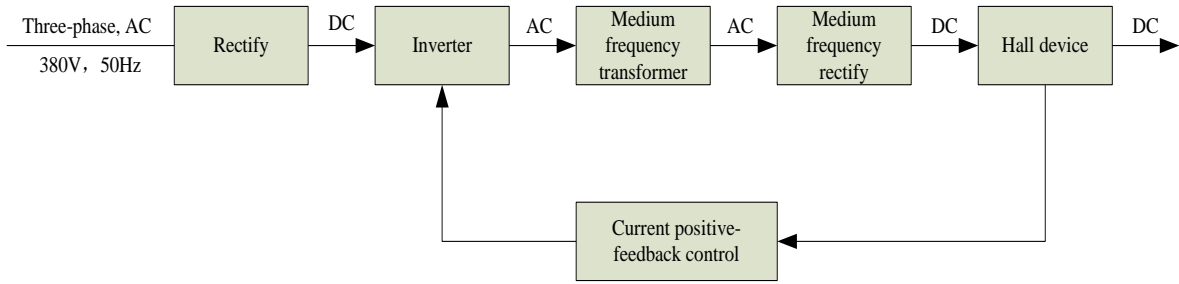 Three-phase, AC
380V，50Hz
Rectify
DC
Inverter
AC
Medium
frequency
transformer
AC
Medium
frequency
rectify
DC
Hall device
DC
Current positive-
feedback control